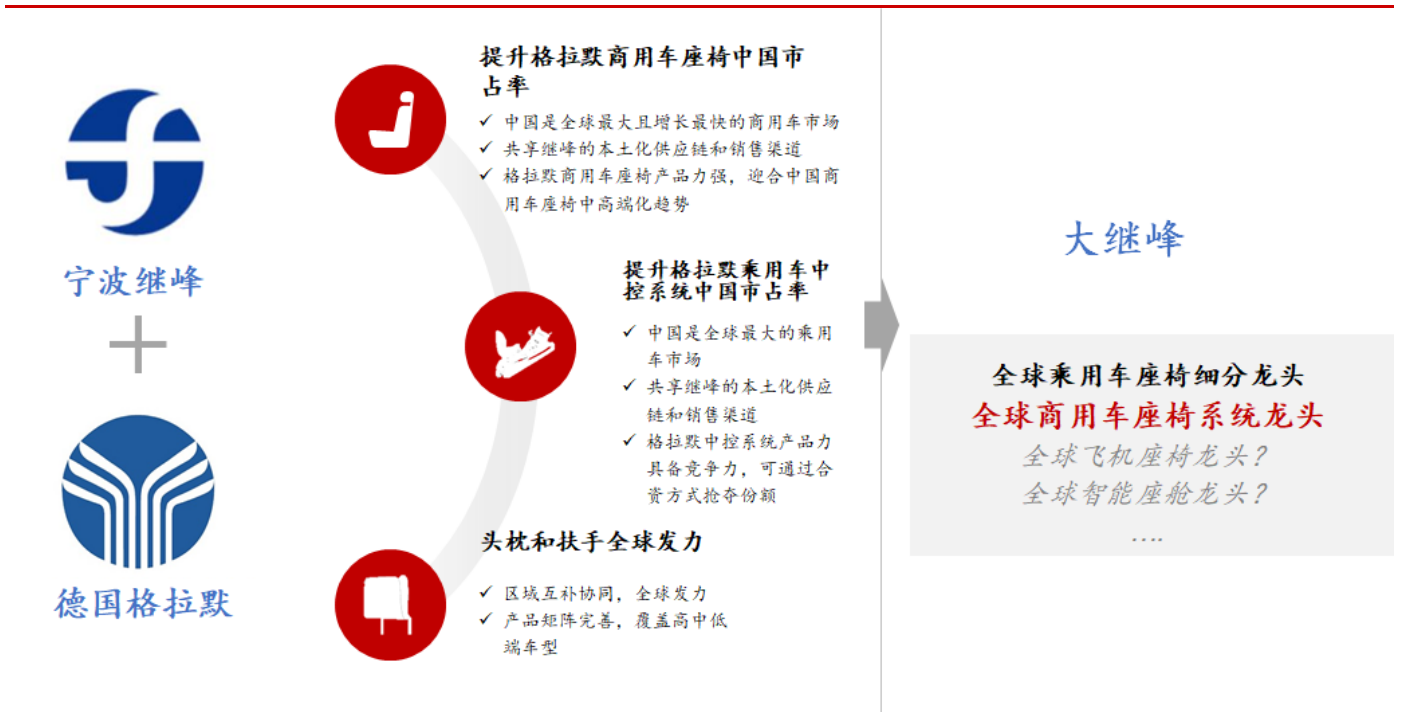 宁波继峰
德国格拉默
提升格拉默商用车座椅中国市
占率
✓ 中国是全球最大且增长最快的商用车市场
✓ 共享继峰的本土化供应链和销售渠道
✓ 格拉默商用车座椅产品力强，迎合中国商
用车座椅中高端化趋势
提升格拉默乘用车中
控系统中国市占率
✓ 中国是全球最大的乘用
车市场
✓ 共享继峰的本土化供应
链和销售渠道
✓ 格拉默中控系统产品力
具备竞争力，可通过合
资方式抢夺份额
头枕和扶手全球发力
✓ 区域互补协同，全球发力
✓ 产品矩阵完善，覆盖高中低
端车型
大继峰
全球乘用车座椅细分龙头
全球商用车座椅系统龙头
全球飞机座椅龙头？
全球智能座舱龙头？
....